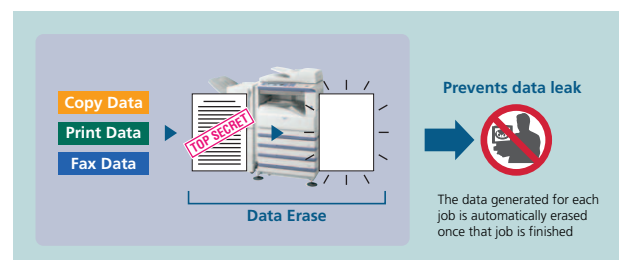 Copy Data
Print Data
Fax Data
TOP SECRET
Data Erase
Prevents data leak
The data generated for each
job is automatically erased
once that job is finished